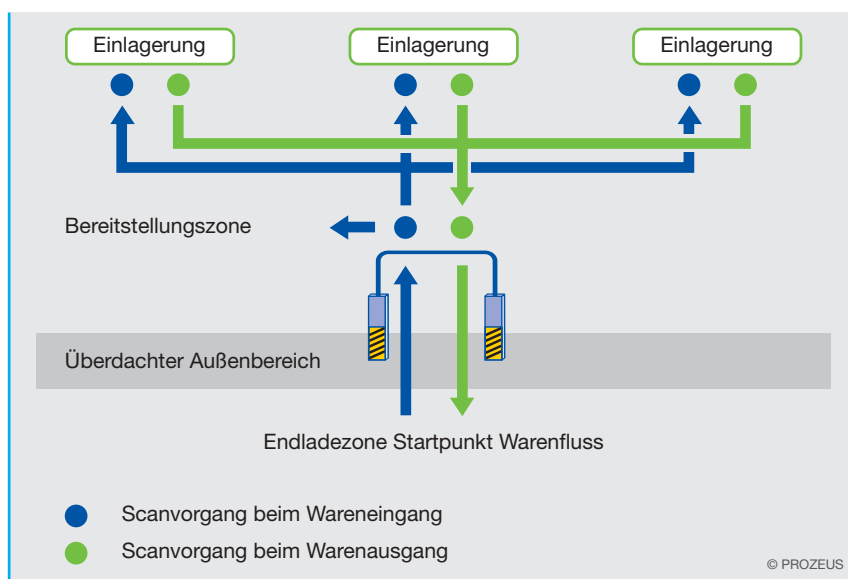 Einlagerung
Einlagerung
Einlagerung
Bereitstellungszone
Überdachter Außenbereich
Endladezone Startpunkt Warenfluss
Scanvorgang beim Wareneingang
Scanvorgang beim Warenausgang
© PROZEUS